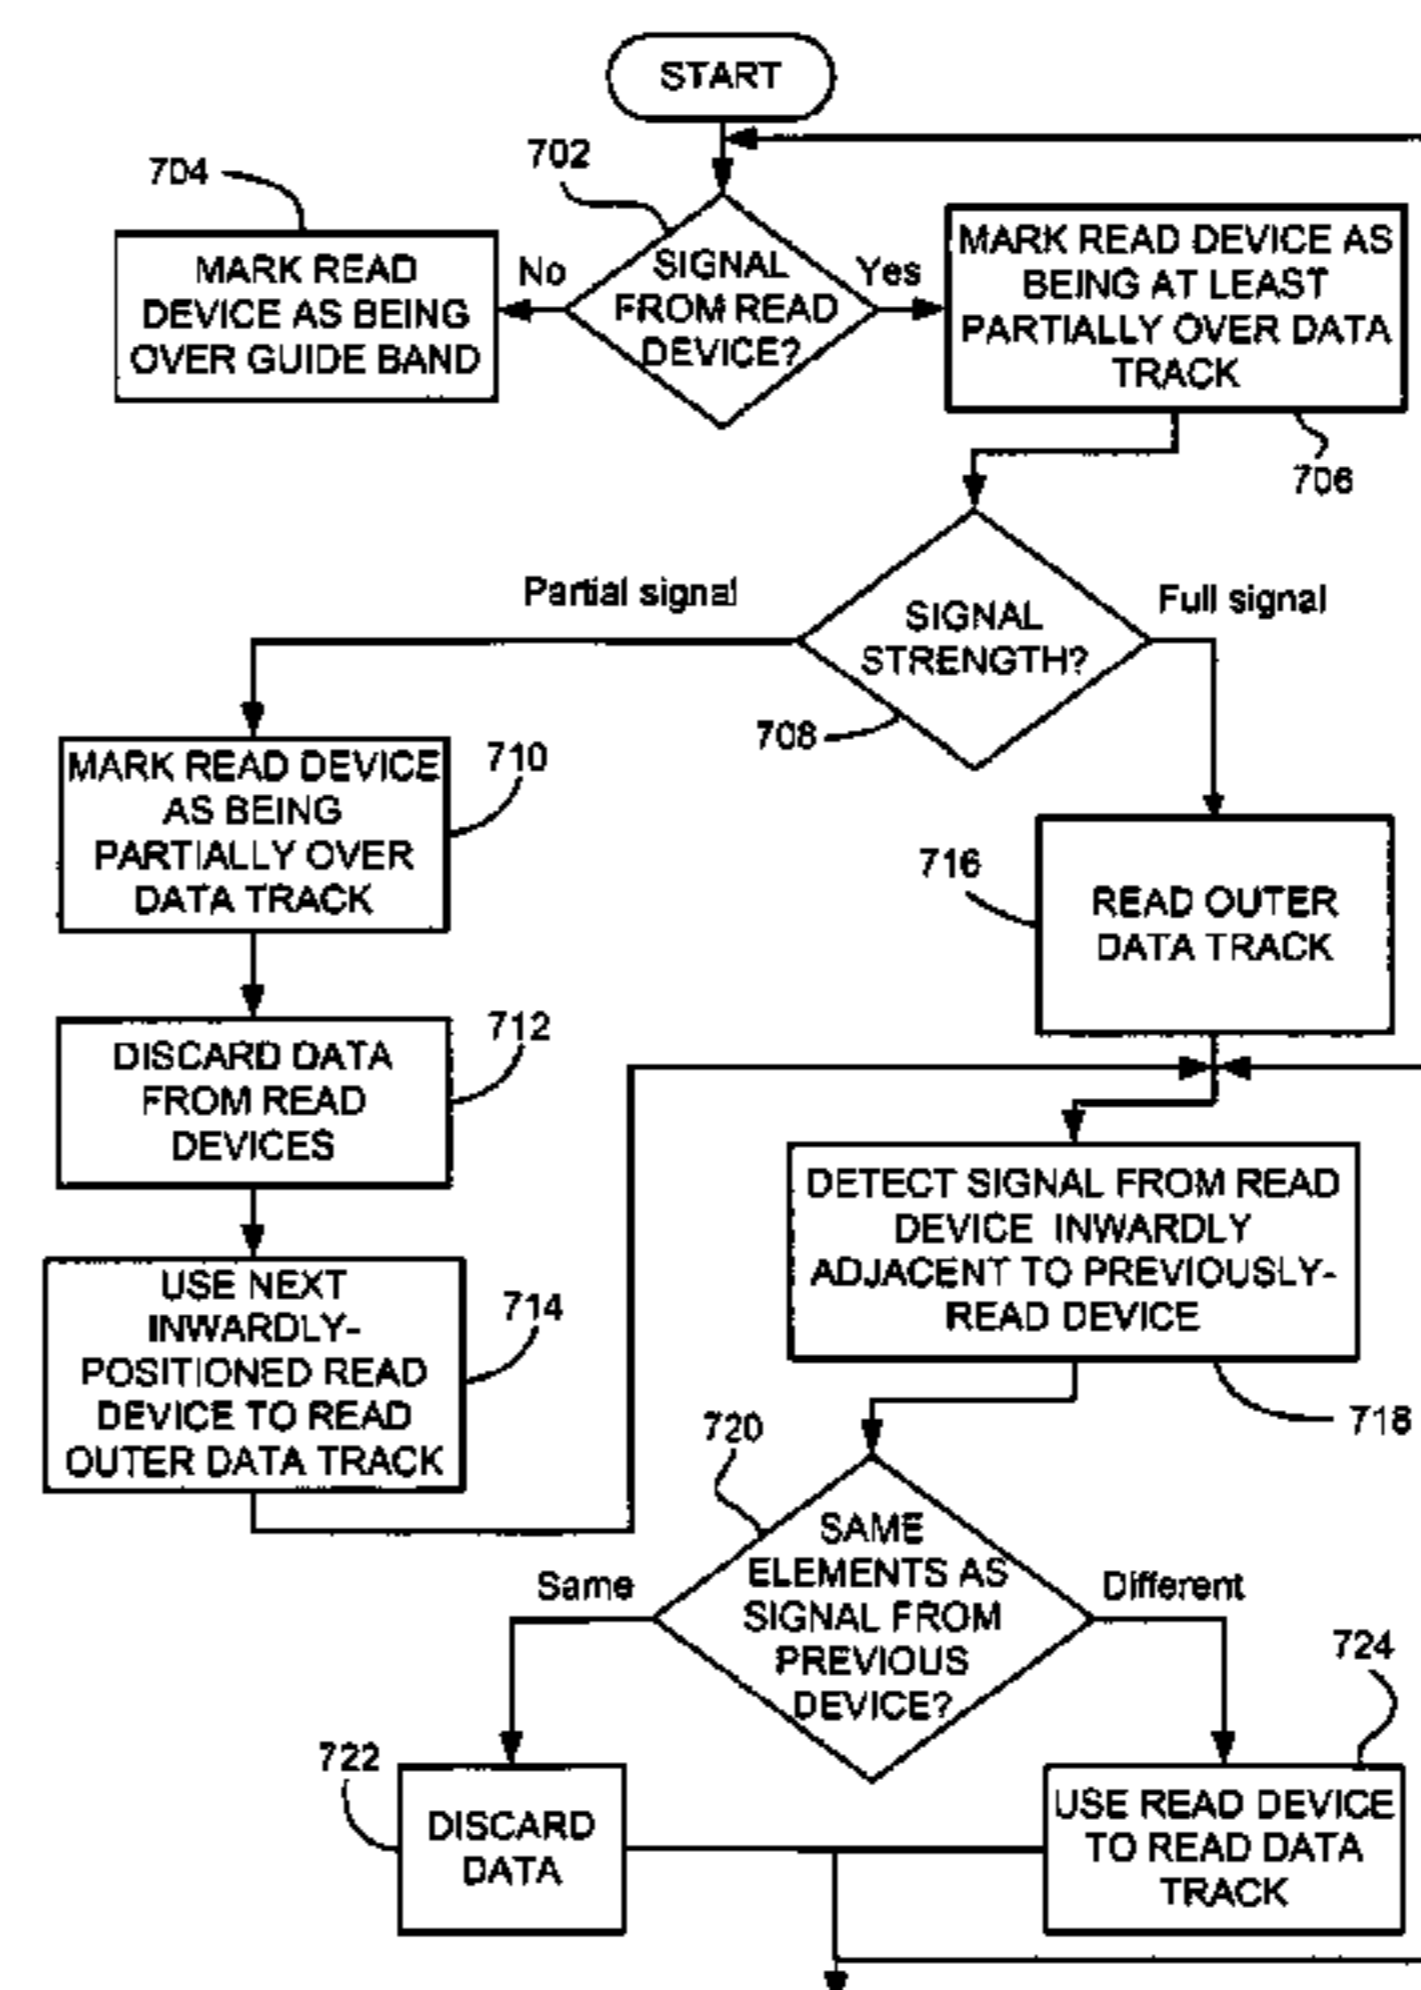 START
702
704
MARK READ
DEVICE AS BEING
OVER GUIDE BAND
No
SIGNAL
FROM READ
DEVICE?
Yes
MARK READ DEVICE AS
BEING AT LEAST
PARTIALLY OVER DATA
TRACK
706
Partial signal
SIGNAL
STRENGTH?
Full signal
708
MARK READ DEVICE
AS BEING
PARTIALLY OVER
DATA TRACK
710
716
READ OUTER
DATA TRACK
DISCARD DATA
FROM READ
DEVICES
712
DETECT SIGNAL FROM READ
DEVICE INWARDLY
ADJACENT TO PREVIOUSLY-
READ DEVICE
718
USE NEXT
INWARDLY-
POSITIONED READ
DEVICE TO READ
OUTER DATA TRACK
714
720
Same
SAME
ELEMENTS AS
SIGNAL FROM
PREVIOUS
DEVICE?
Different
724
722
DISCARD
DATA
USE READ DEVICE
TO READ DATA
TRACK